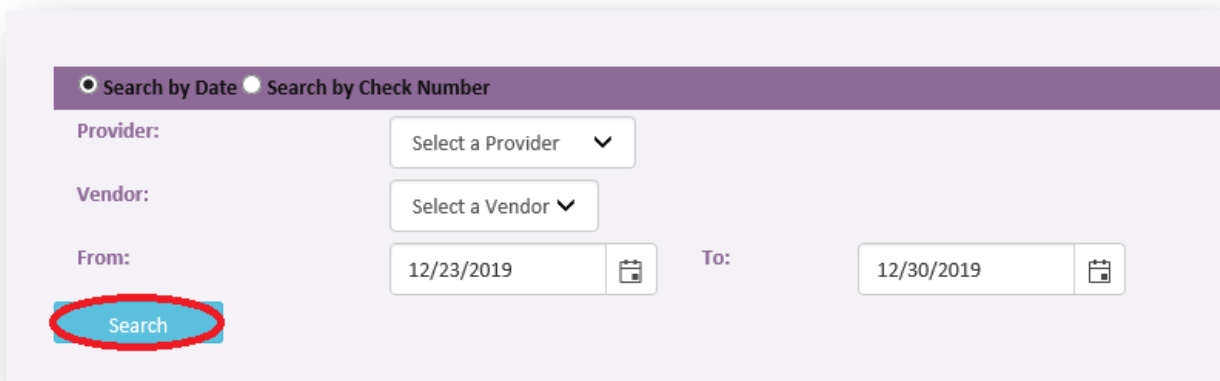 Search by Date Search by Check Number
Provider: Select a Provider
Vendor: Select a Vendor
From: 12/23/2019 To: 12/30/2019
Search